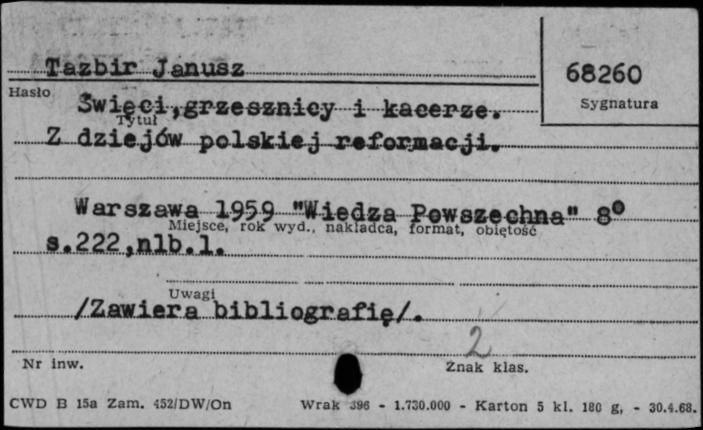 Tazbir Janusz
68260
Hasło
Sygnatura
Święci,grzesznicy i kacerze.
Tytuł
Z dziejów polskiej reformacji.
Warszawa 1959 "Wiedza Powszechna" 8°
Miejsce, rok wyd., nakładca, format, objętość
s.222,nlb.1.
Uwagi
/Zawiera bibliografię/.
2
Nr inw.
Znak klas.
CWD B 15a Zam. 452/DW/On
Wrak 396 - 1.730.000 - Karton 5 kl. 180 g, - 30.4.68.